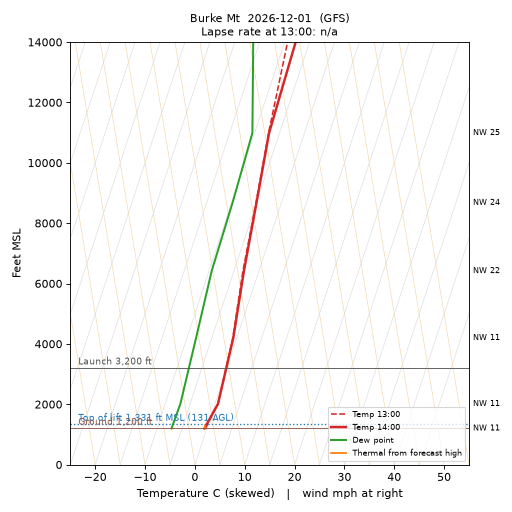 Burke Mt  2026-12-01  (GFS)
Lapse rate at 13:00: n/a
14000
12000
10000
8000
6000
4000
2000
0
Feet MSL
NW 25
NW 24
NW 22
NW 11
NW 11
NW 11
Launch 3,200 ft
Top of lift 1,331 ft MSL (131 AGL)
Ground 1,200 ft
Temp 13:00
Temp 14:00
Dew point
Thermal from forecast high
−20
−10
0
10
20
30
40
50
Temperature C (skewed)   |   wind mph at right